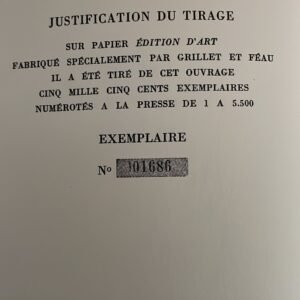 JUSTIFICATION DU TIRAGE
SUR PAPIER ÉDITION D'ART
FABRIQUÉ SPÉCIALEMENT PAR GRILLET ET FÉAU
IL A ÉTÉ TIRÉ DE CET OUVRAGE
CINQ MILLE CINQ CENTS EXEMPLAIRES
NUMÉROTÉS A LA PRESSE DE 1 A 5.500
EXEMPLAIRE
No 01686